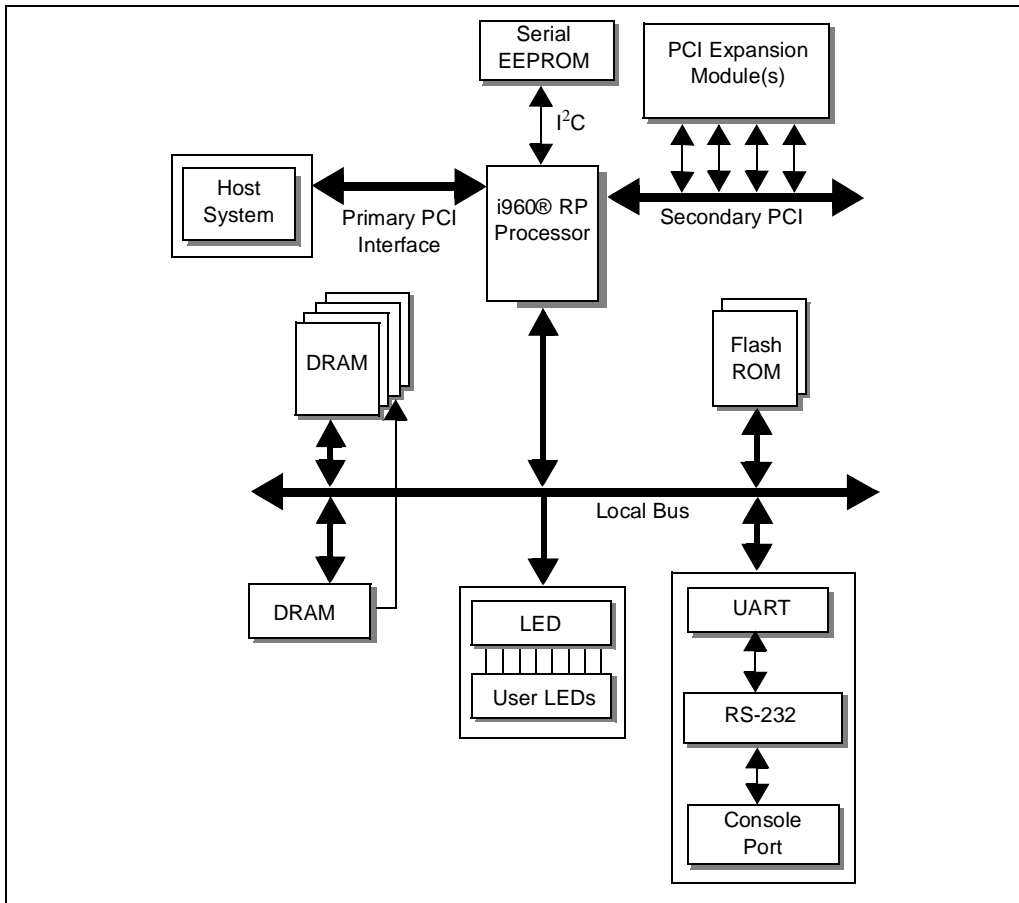 Serial
EEPROM
PCI Expansion
Module(s)
I²C
Host
System
Primary PCI
Interface
i960® RP
Processor
Secondary PCI
DRAM
Flash
ROM
Local Bus
DRAM
LED
User LEDs
UART
RS-232
Console
Port